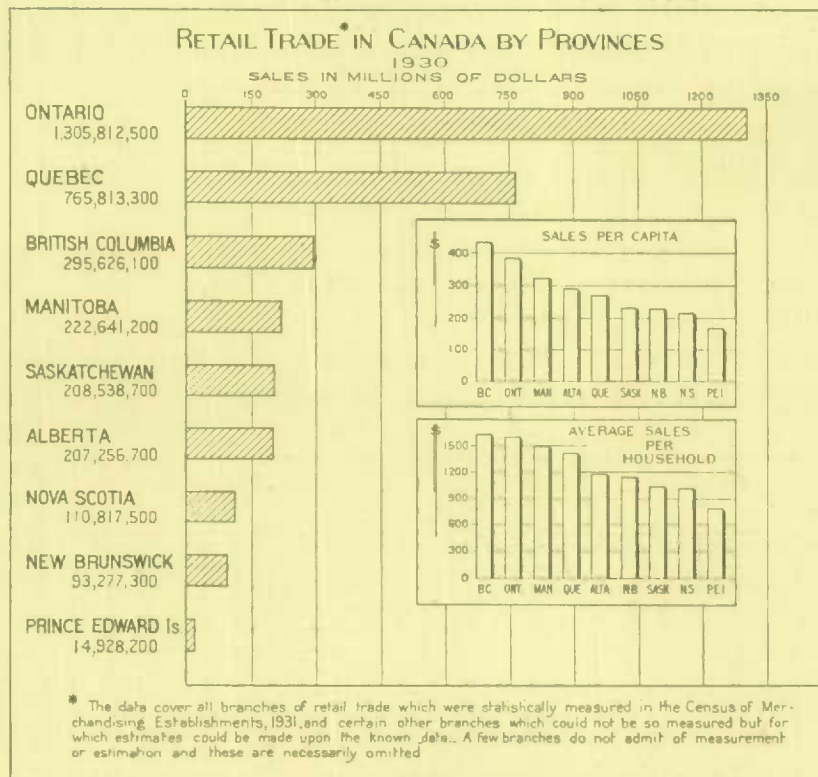 RETAIL TRADE* IN CANADA BY PROVINCES
1930
SALES IN MILLIONS OF DOLLARS
0 150 300 450 600 750 900 1050 1200 1350
ONTARIO
1,305,812,500
QUEBEC
765,813,300
BRITISH COLUMBIA
295,626,100
MANITOBA
222,641,200
SASKATCHEWAN
208,538,700
ALBERTA
207,256,700
NOVA SCOTIA
110,817,500
NEW BRUNSWICK
93,277,300
PRINCE EDWARD Is.
14,928,200
$ SALES PER CAPITA
400
300
200
100
0
BC ONT MAN ALTA QUE SASK N.B N.S P.E.I
$ AVERAGE SALES
PER
HOUSEHOLD
1500
1200
900
600
300
0
BC ONT MAN QUE ALTA N.B SASK N.S P.E.I
* The data cover all branches of retail trade which were statistically measured in the Census of Mer-
chandising Establishments, 1931, and certain other branches which could not be so measured but for
which estimates could be made upon the known data.. A few branches do not admit of measurement
or estimation and these are necessarily omitted